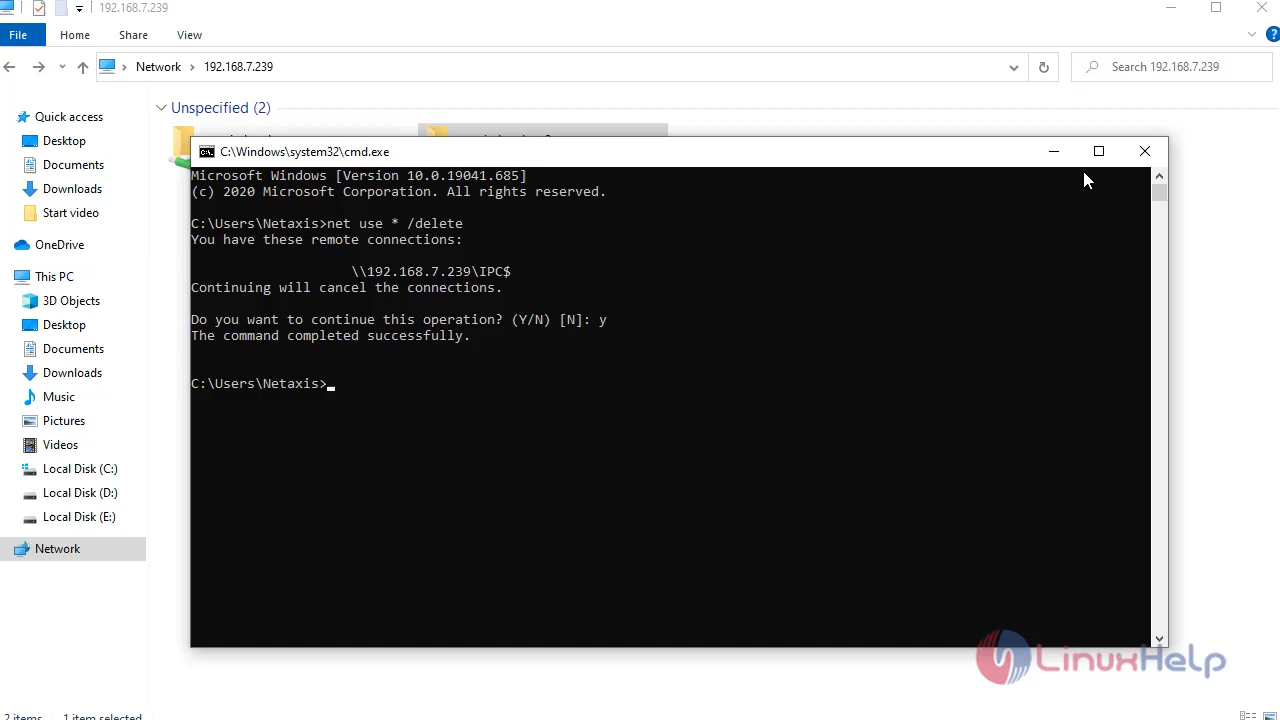 192.168.7.239
File Home Share View
Network 192.168.7.239 Search 192.168.7.239
Quick access
Desktop
Documents
Downloads
Start video
OneDrive
This PC
3D Objects
Desktop
Documents
Downloads
Music
Pictures
Videos
Local Disk (C:)
Local Disk (D:)
Local Disk (E:)
Network
Unspecified (2)
C:\Windows\system32\cmd.exe
Microsoft Windows [Version 10.0.19041.685]
(c) 2020 Microsoft Corporation. All rights reserved.
C:\Users\Netaxis>net use * /delete
You have these remote connections:
\\192.168.7.239\IPC$
Continuing will cancel the connections.
Do you want to continue this operation? (Y/N) [N]: y
The command completed successfully.
C:\Users\Netaxis>
LinuxHelp
2 items 1 item selected